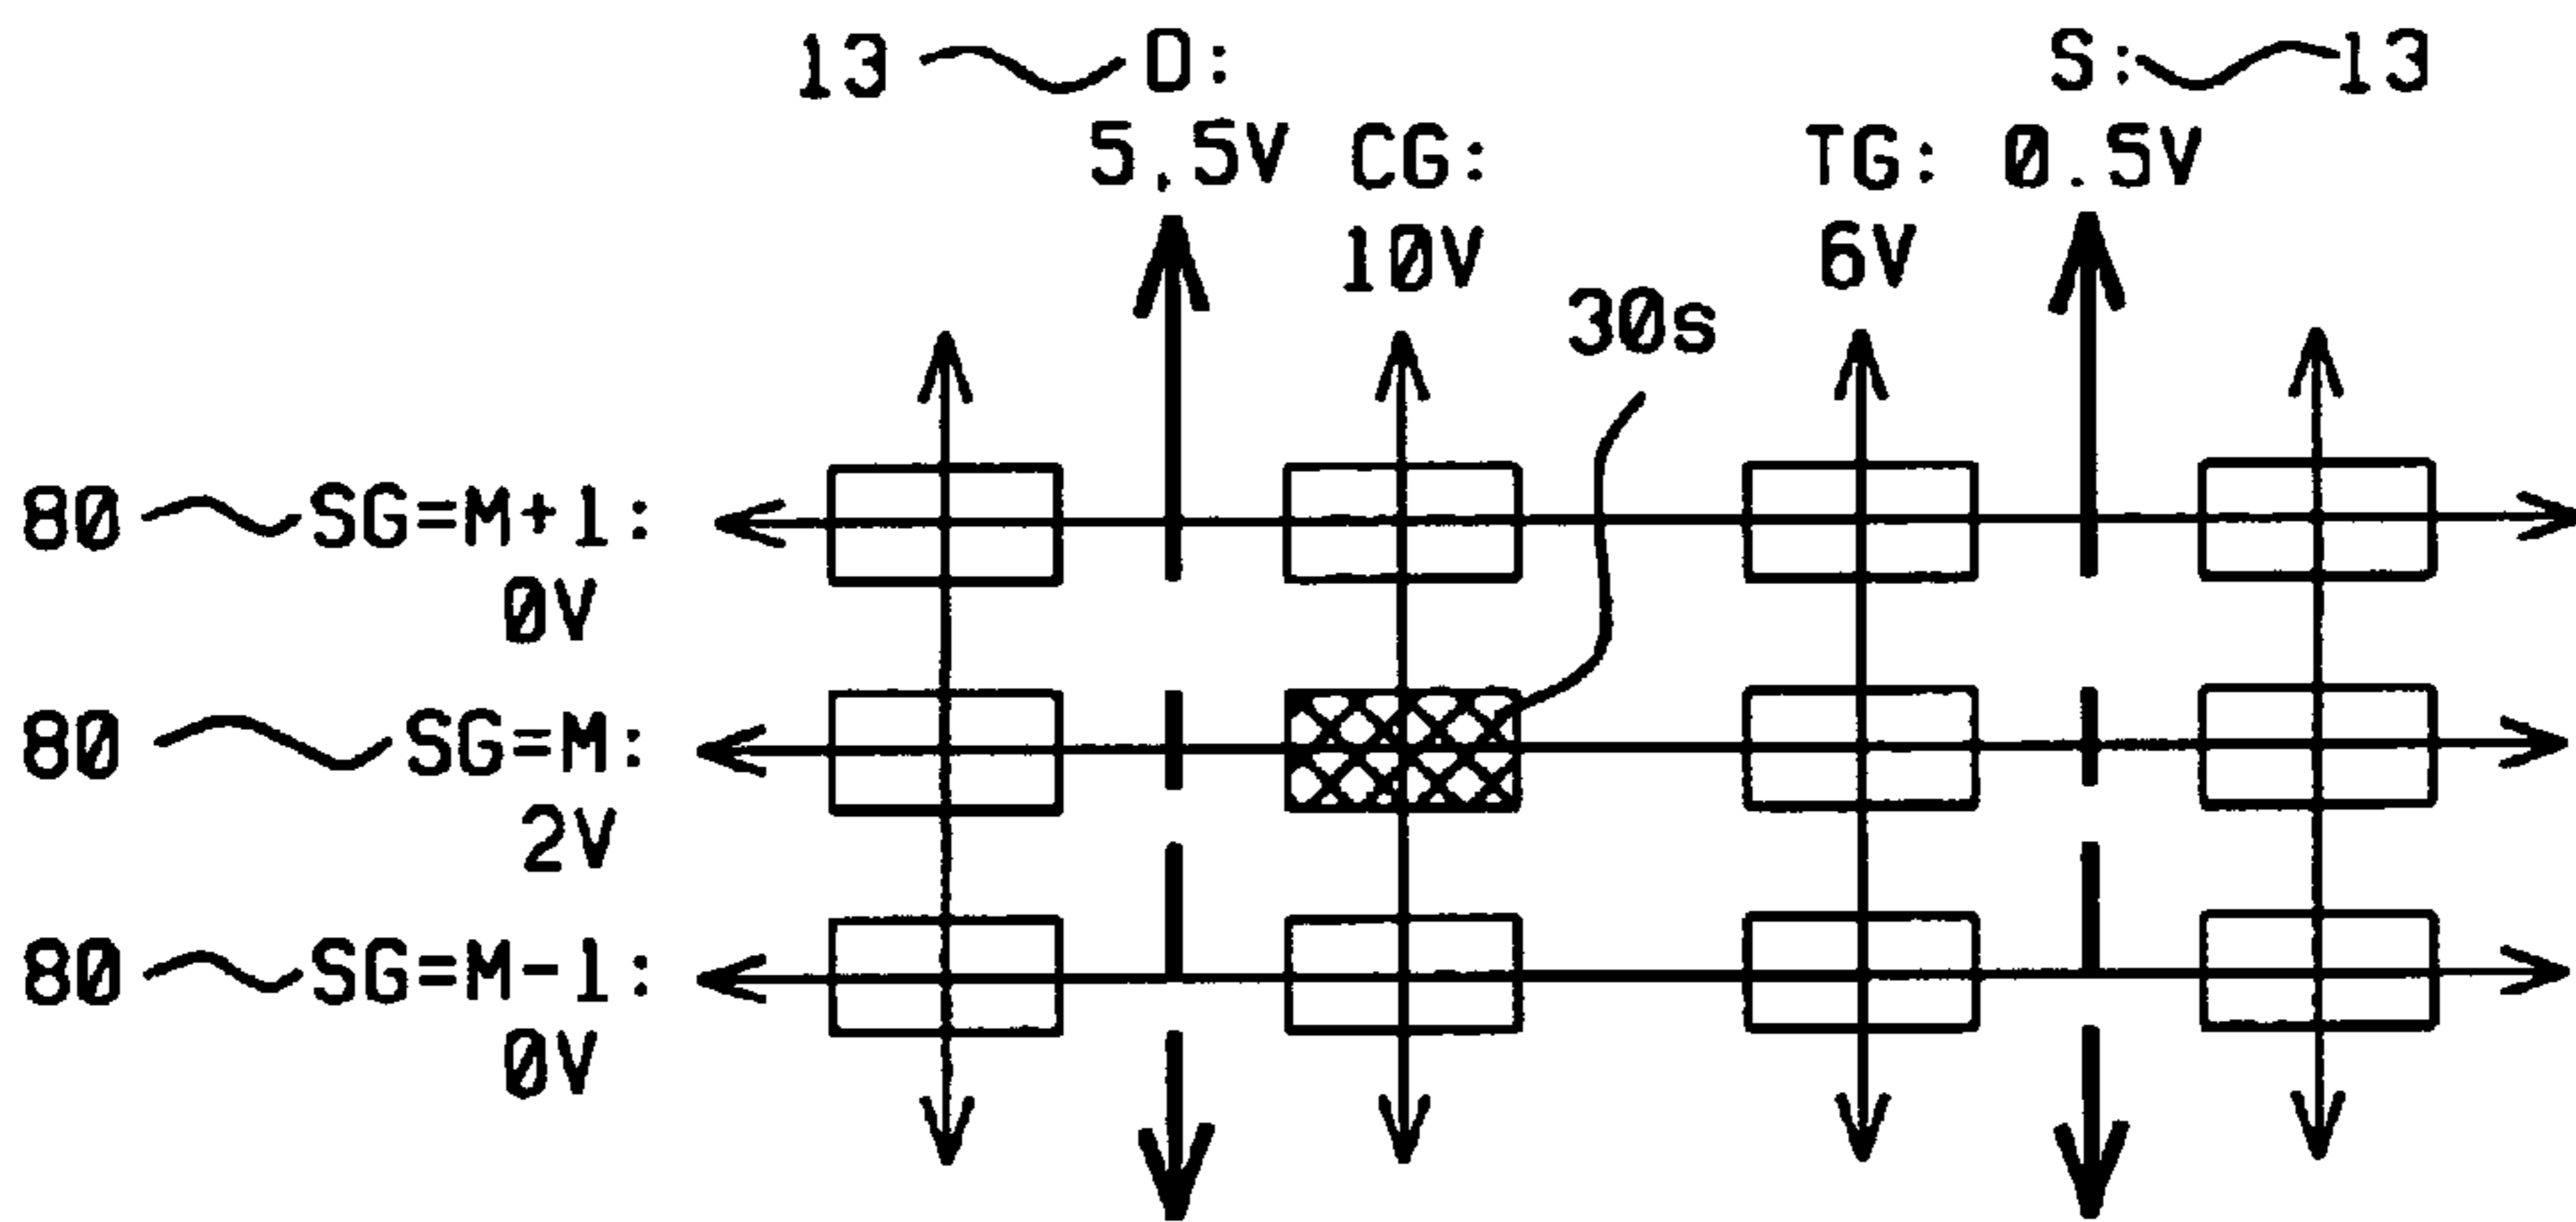 13 D: S: 13
5.5V CG: TG: 0.5V
10V 6V
30s
80 SG=M+1:
0V
80 SG=M:
2V
80 SG=M-1:
0V